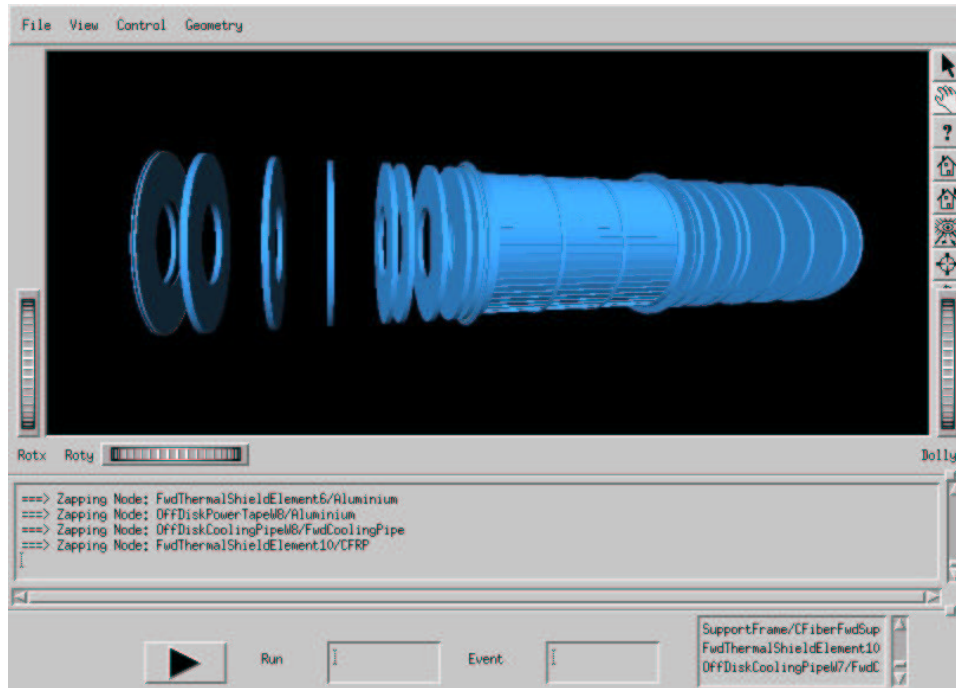 File View Control Geometry
?
Rotx Roty Dolly
===> Zapping Node: FwdThermalShieldElement6/Aluminium
===> Zapping Node: OffDiskPowerTapeW8/Aluminium
===> Zapping Node: OffDiskCoolingPipeW8/FwdCoolingPipe
===> Zapping Node: FwdThermalShieldElement10/CFRP
Run Event
SupportFrame/CFiberFwdSup
FwdThermalShieldElement10
OffDiskCoolingPipeW7/FwdC